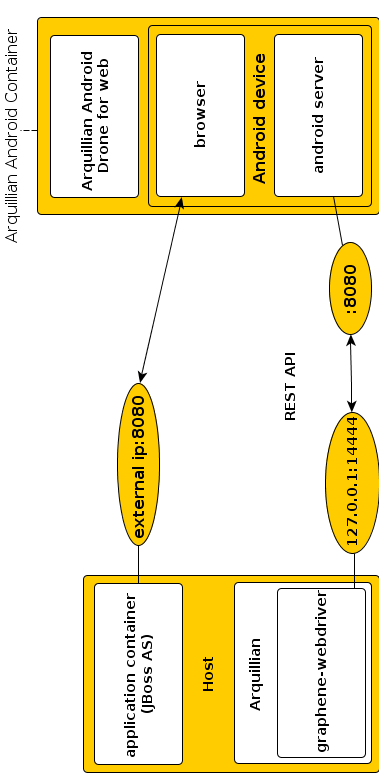 Arquillian Android Container
Arquillian Android
Drone for web
browser
Android device
android server
external ip:8080
:8080
REST API
127.0.0.1:14444
application container
(JBoss AS)
Host
Arquillian
graphene-webdriver